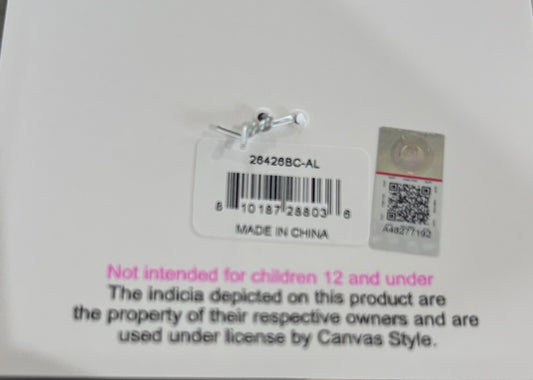 26426BC-AL
8 10187 28803 6
MADE IN CHINA
A48277192
Not intended for children 12 and under
The indicia depicted on this product are
the property of their respective owners and are
used under license by Canvas Style.